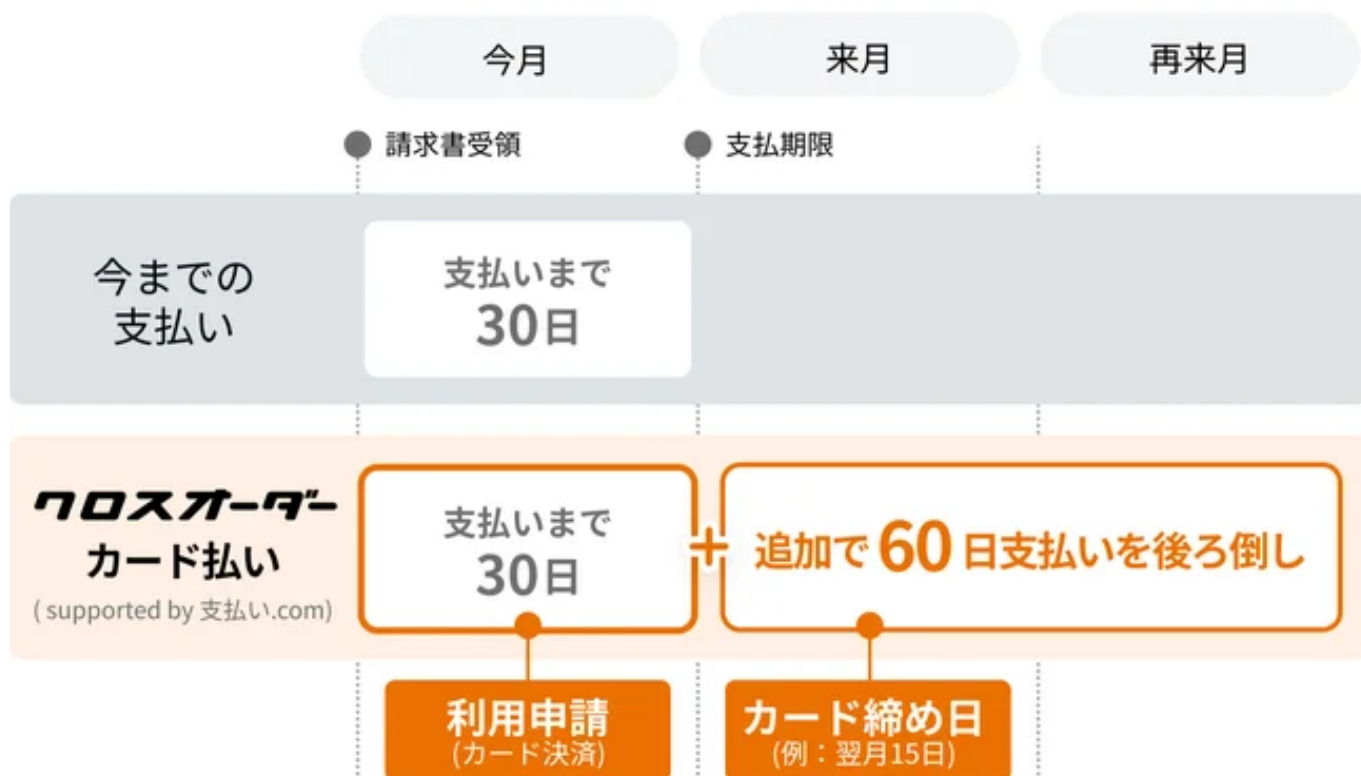 今月
来月
再来月
請求書受領
支払期限
今までの
支払い
支払いまで
30日
クロスオーダー
カード払い
( supported by 支払い.com)
支払いまで
30日
+
追加で 60 日支払いを後ろ倒し
利用申請
(カード決済)
カード締め日
(例：翌月15日)